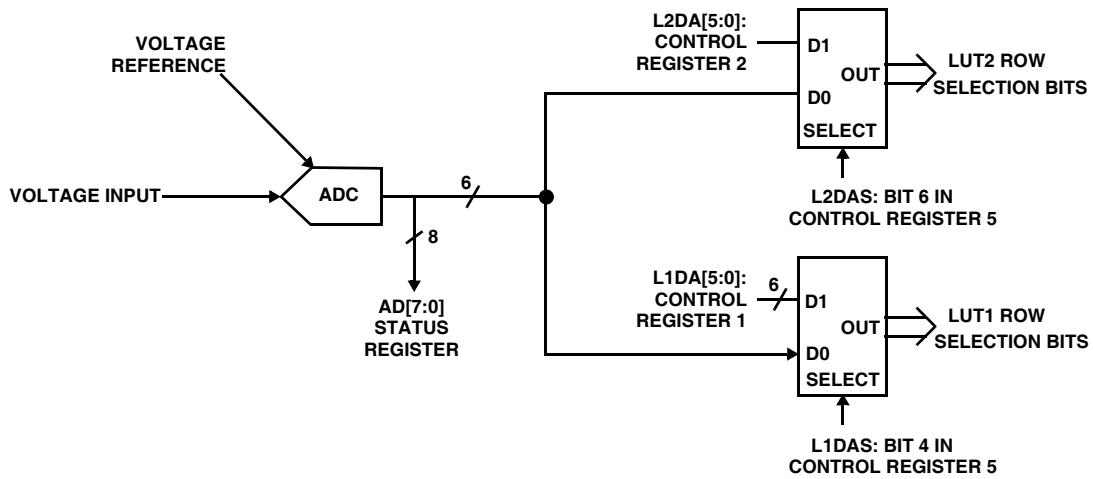 VOLTAGE
REFERENCE
VOLTAGE INPUT
ADC
6
8
AD[7:0]
STATUS
REGISTER
L2DA[5:0]:
CONTROL
REGISTER 2
D1
OUT
D0
SELECT
LUT2 ROW
SELECTION BITS
L2DAS: BIT 6 IN
CONTROL REGISTER 5
L1DA[5:0]:
CONTROL
REGISTER 1
6
D1
OUT
D0
SELECT
LUT1 ROW
SELECTION BITS
L1DAS: BIT 4 IN
CONTROL REGISTER 5